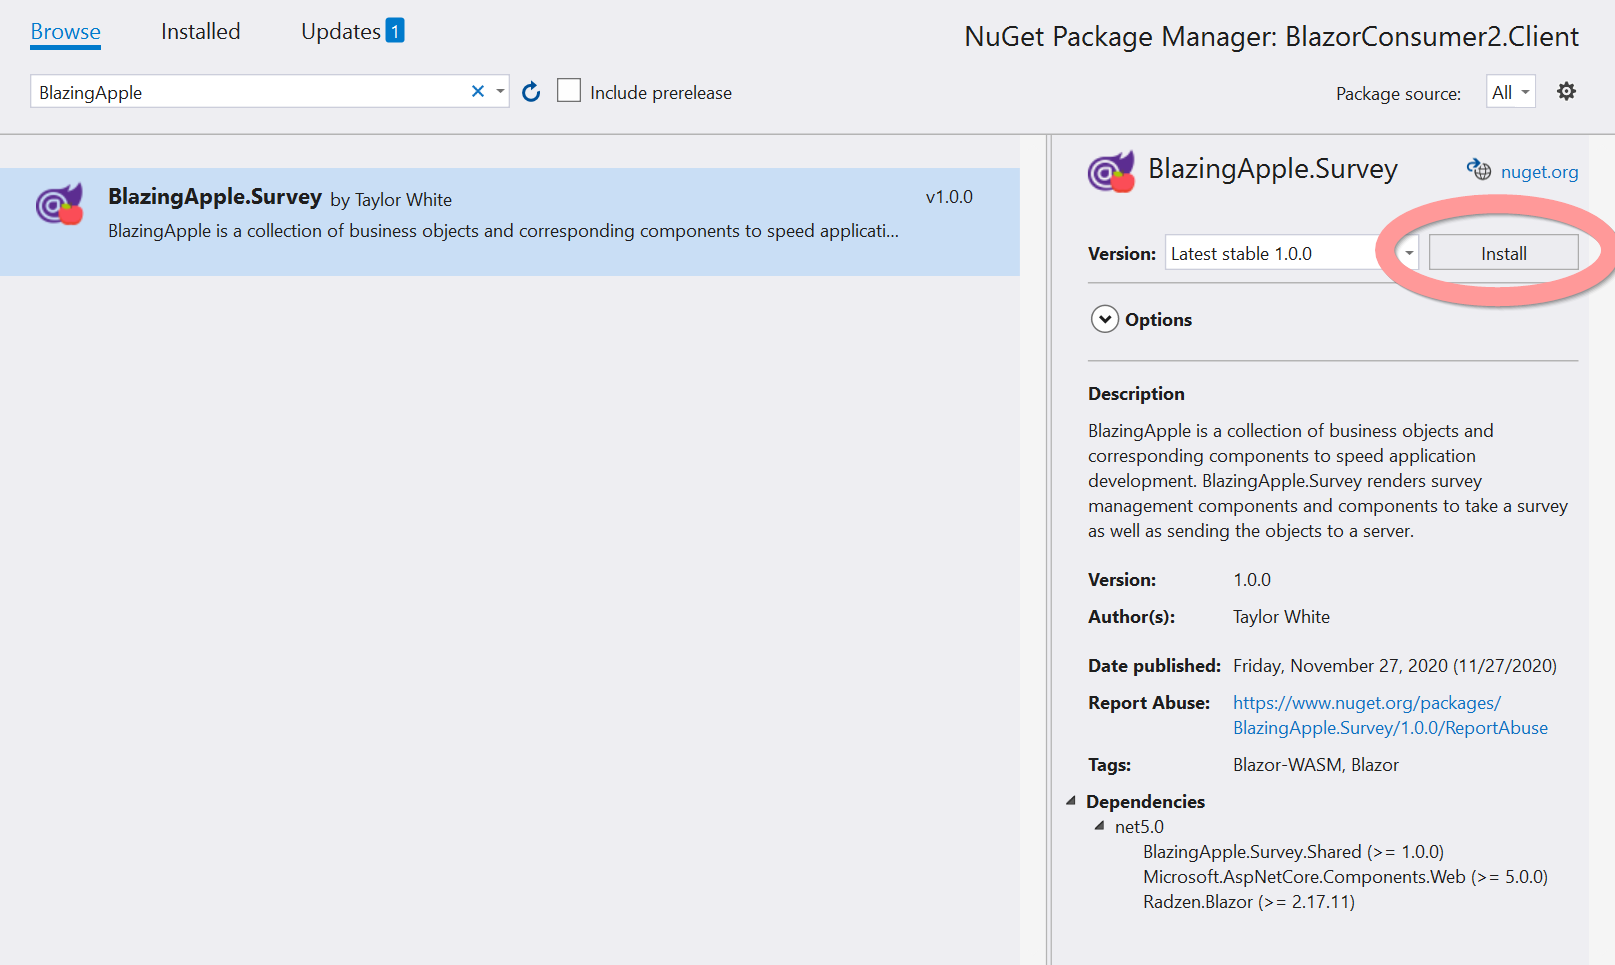 Browse Installed Updates 1
NuGet Package Manager: BlazorConsumer2.Client
BlazingApple Include prerelease
Package source: All
BlazingApple.Survey by Taylor White v1.0.0
BlazingApple is a collection of business objects and corresponding components to speed applicati...
BlazingApple.Survey nuget.org
Version: Latest stable 1.0.0 Install
Options
Description
BlazingApple is a collection of business objects and
corresponding components to speed application
development. BlazingApple.Survey renders survey
management components and components to take a survey
as well as sending the objects to a server.
Version: 1.0.0
Author(s): Taylor White
Date published: Friday, November 27, 2020 (11/27/2020)
Report Abuse: https://www.nuget.org/packages/
BlazingApple.Survey/1.0.0/ReportAbuse
Tags: Blazor-WASM, Blazor
Dependencies
net5.0
BlazingApple.Survey.Shared (>= 1.0.0)
Microsoft.AspNetCore.Components.Web (>= 5.0.0)
Radzen.Blazor (>= 2.17.11)